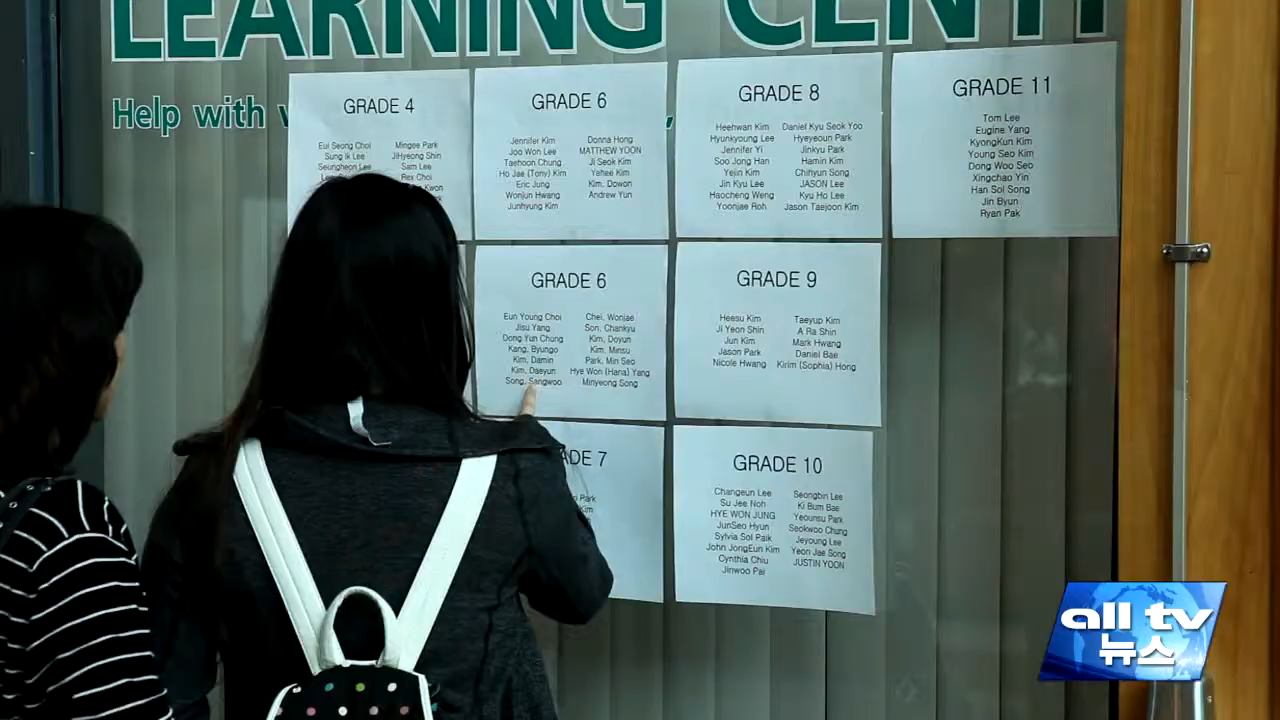 LEARNING CENT
Help with
GRADE 4
Eui Seong Choi
Sung Ik Lee
Seungheon Lee
Mingee Park
JiHyeong Shin
Sam Lee
Rex Choi
Kwon
GRADE 6
Jennifer Kim
Joo Won Lee
Taehoon Chung
Ho Jae (Tony) Kim
Eric Jung
Wonjun Hwang
Junhyung Kim
Donna Hong
MATTHEW YOON
Ji Seok Kim
Yahee Kim
Kim, Dowon
Andrew Yun
GRADE 8
Heehwan Kim
Hyunkyoung Lee
Jennifer Yi
Soo Jong Han
Yejin Kim
Jin Kyu Lee
Haocheng Weng
Yoonjae Roh
Daniel Kyu Seok Yoo
Hyeyeoun Park
Jinkyu Park
Hamin Kim
Chihyun Song
JASON Lee
Kyu Ho Lee
Jason Taejoon Kim
GRADE 11
Tom Lee
Eugine Yang
KyongKun Kim
Young Seo Kim
Dong Woo Seo
Xingchao Yin
Han Sol Song
Jin Byun
Ryan Pak
GRADE 6
Eun Young Choi
Jisu Yang
Dong Yun Chung
Kang, Byungo
Kim, Damin
Kim, Daeyun
Song, Sangwoo
Chei, Wonjae
Son, Chankyu
Kim, Doyun
Kim, Minsu
Park, Min Seo
Hye Won (Hana) Yang
Minyeong Song
GRADE 9
Heesu Kim
Ji Yeon Shin
Jun Kim
Jason Park
Nicole Hwang
Taeyup Kim
A Ra Shin
Mark Hwang
Daniel Bae
Kirim (Sophia) Hong
ADE 7
Park
Kim
GRADE 10
Changeun Lee
Su Jee Noh
HYE WON JUNG
JunSeo Hyun
Sylvia Sol Paik
John JongEun Kim
Cynthia Chiu
Jinwoo Pai
Seongbin Lee
Ki Bum Bae
Yeounsu Park
Seokwoo Chung
Jeyoung Lee
Yeon Jae Song
JUSTIN YOON
all tv
뉴스